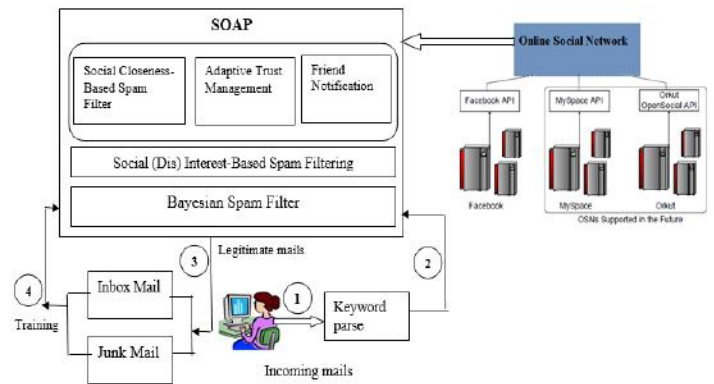 SOAP
Social Closeness-
Based Spam
Filter
Adaptive Trust
Management
Friend
Notification
Social (Dis) Interest-Based Spam Filtering
Bayesian Spam Filter
Online Social Network
Facebook API
MySpace API
Orkut
OpenSocial API
Facebook
MySpace
Orkut
OSNs Supported in the Future
Legitimate mails
3
2
4
Training
Inbox Mail
Junk Mail
1
Keyword
parse
Incoming mails